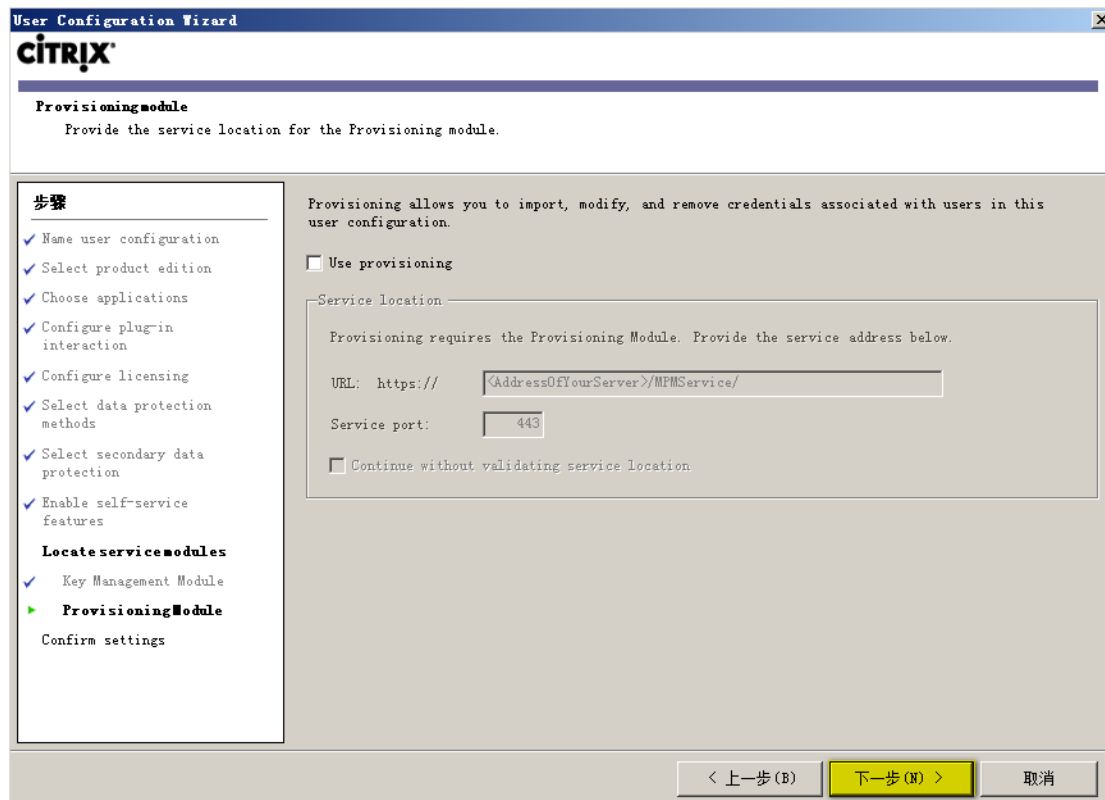 User Configuration Wizard
CITRIX
Provisioning module
Provide the service location for the Provisioning module.
步骤
Name user configuration
Select product edition
Choose applications
Configure plug-in
interaction
Configure licensing
Select data protection
methods
Select secondary data
protection
Enable self-service
features
Locate service modules
Key Management Module
Provisioning Module
Confirm settings
Provisioning allows you to import, modify, and remove credentials associated with users in this
user configuration.
Use provisioning
Service location
Provisioning requires the Provisioning Module. Provide the service address below.
URL: https:// <AddressOfYourServer>/MPMService/
Service port: 443
Continue without validating service location
< 上一步(B) 下一步(N) > 取消